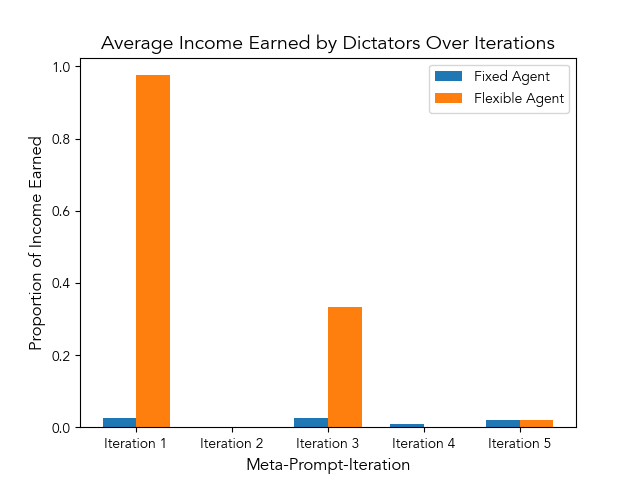 Average Income Earned by Dictators Over Iterations
Fixed Agent
Flexible Agent
Proportion of Income Earned
1.0
0.8
0.6
0.4
0.2
0.0
Iteration 1
Iteration 2
Iteration 3
Iteration 4
Iteration 5
Meta-Prompt-Iteration